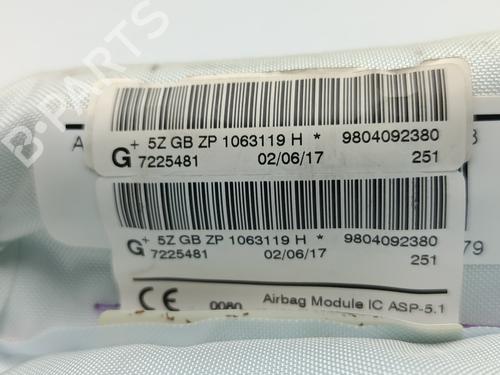 B-PARTS
+ 5Z GB ZP 1063119 H * 9804092380
G 7225481 02/06/17 251
+ 5Z GB ZP 1063119 H * 9804092380
G 7225481 02/06/17 251
79
CE 0080 Airbag Module IC ASP-5.1